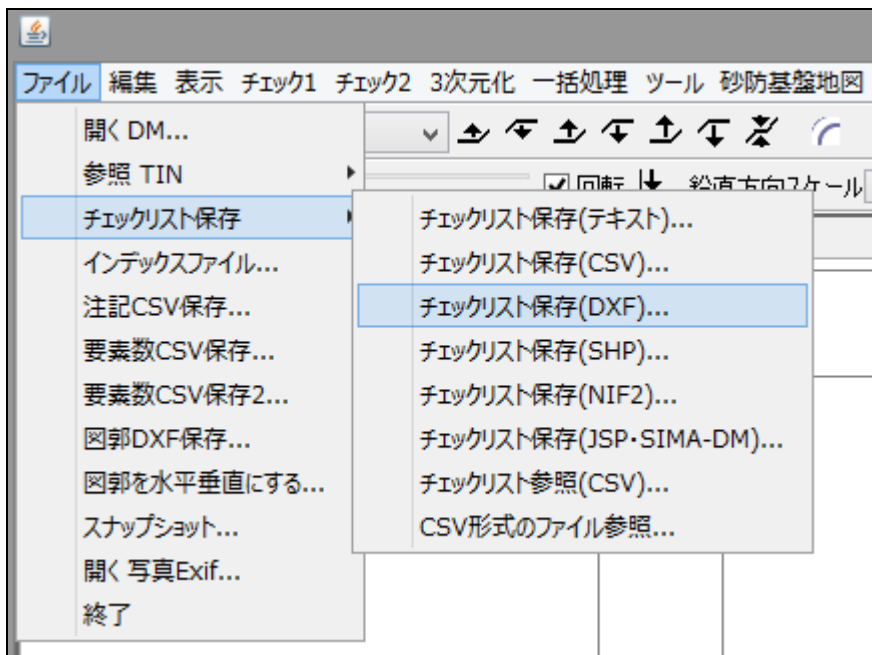 ファイル 編集 表示 チェック1 チェック2 3次元化 一括処理 ツール 砂防基盤地図
開く DM...
参照 TIN
回転 鉛直方向スケール
チェックリスト保存
チェックリスト保存(テキスト)...
インデックスファイル...
チェックリスト保存(CSV)...
注記CSV保存...
チェックリスト保存(DXF)...
要素数CSV保存...
チェックリスト保存(SHP)...
要素数CSV保存2...
チェックリスト保存(NIF2)...
図郭DXF保存...
チェックリスト保存(JSP・SIMA-DM)...
図郭を水平垂直にする...
チェックリスト参照(CSV)...
スナップショット...
CSV形式のファイル参照...
開く 写真Exif...
終了